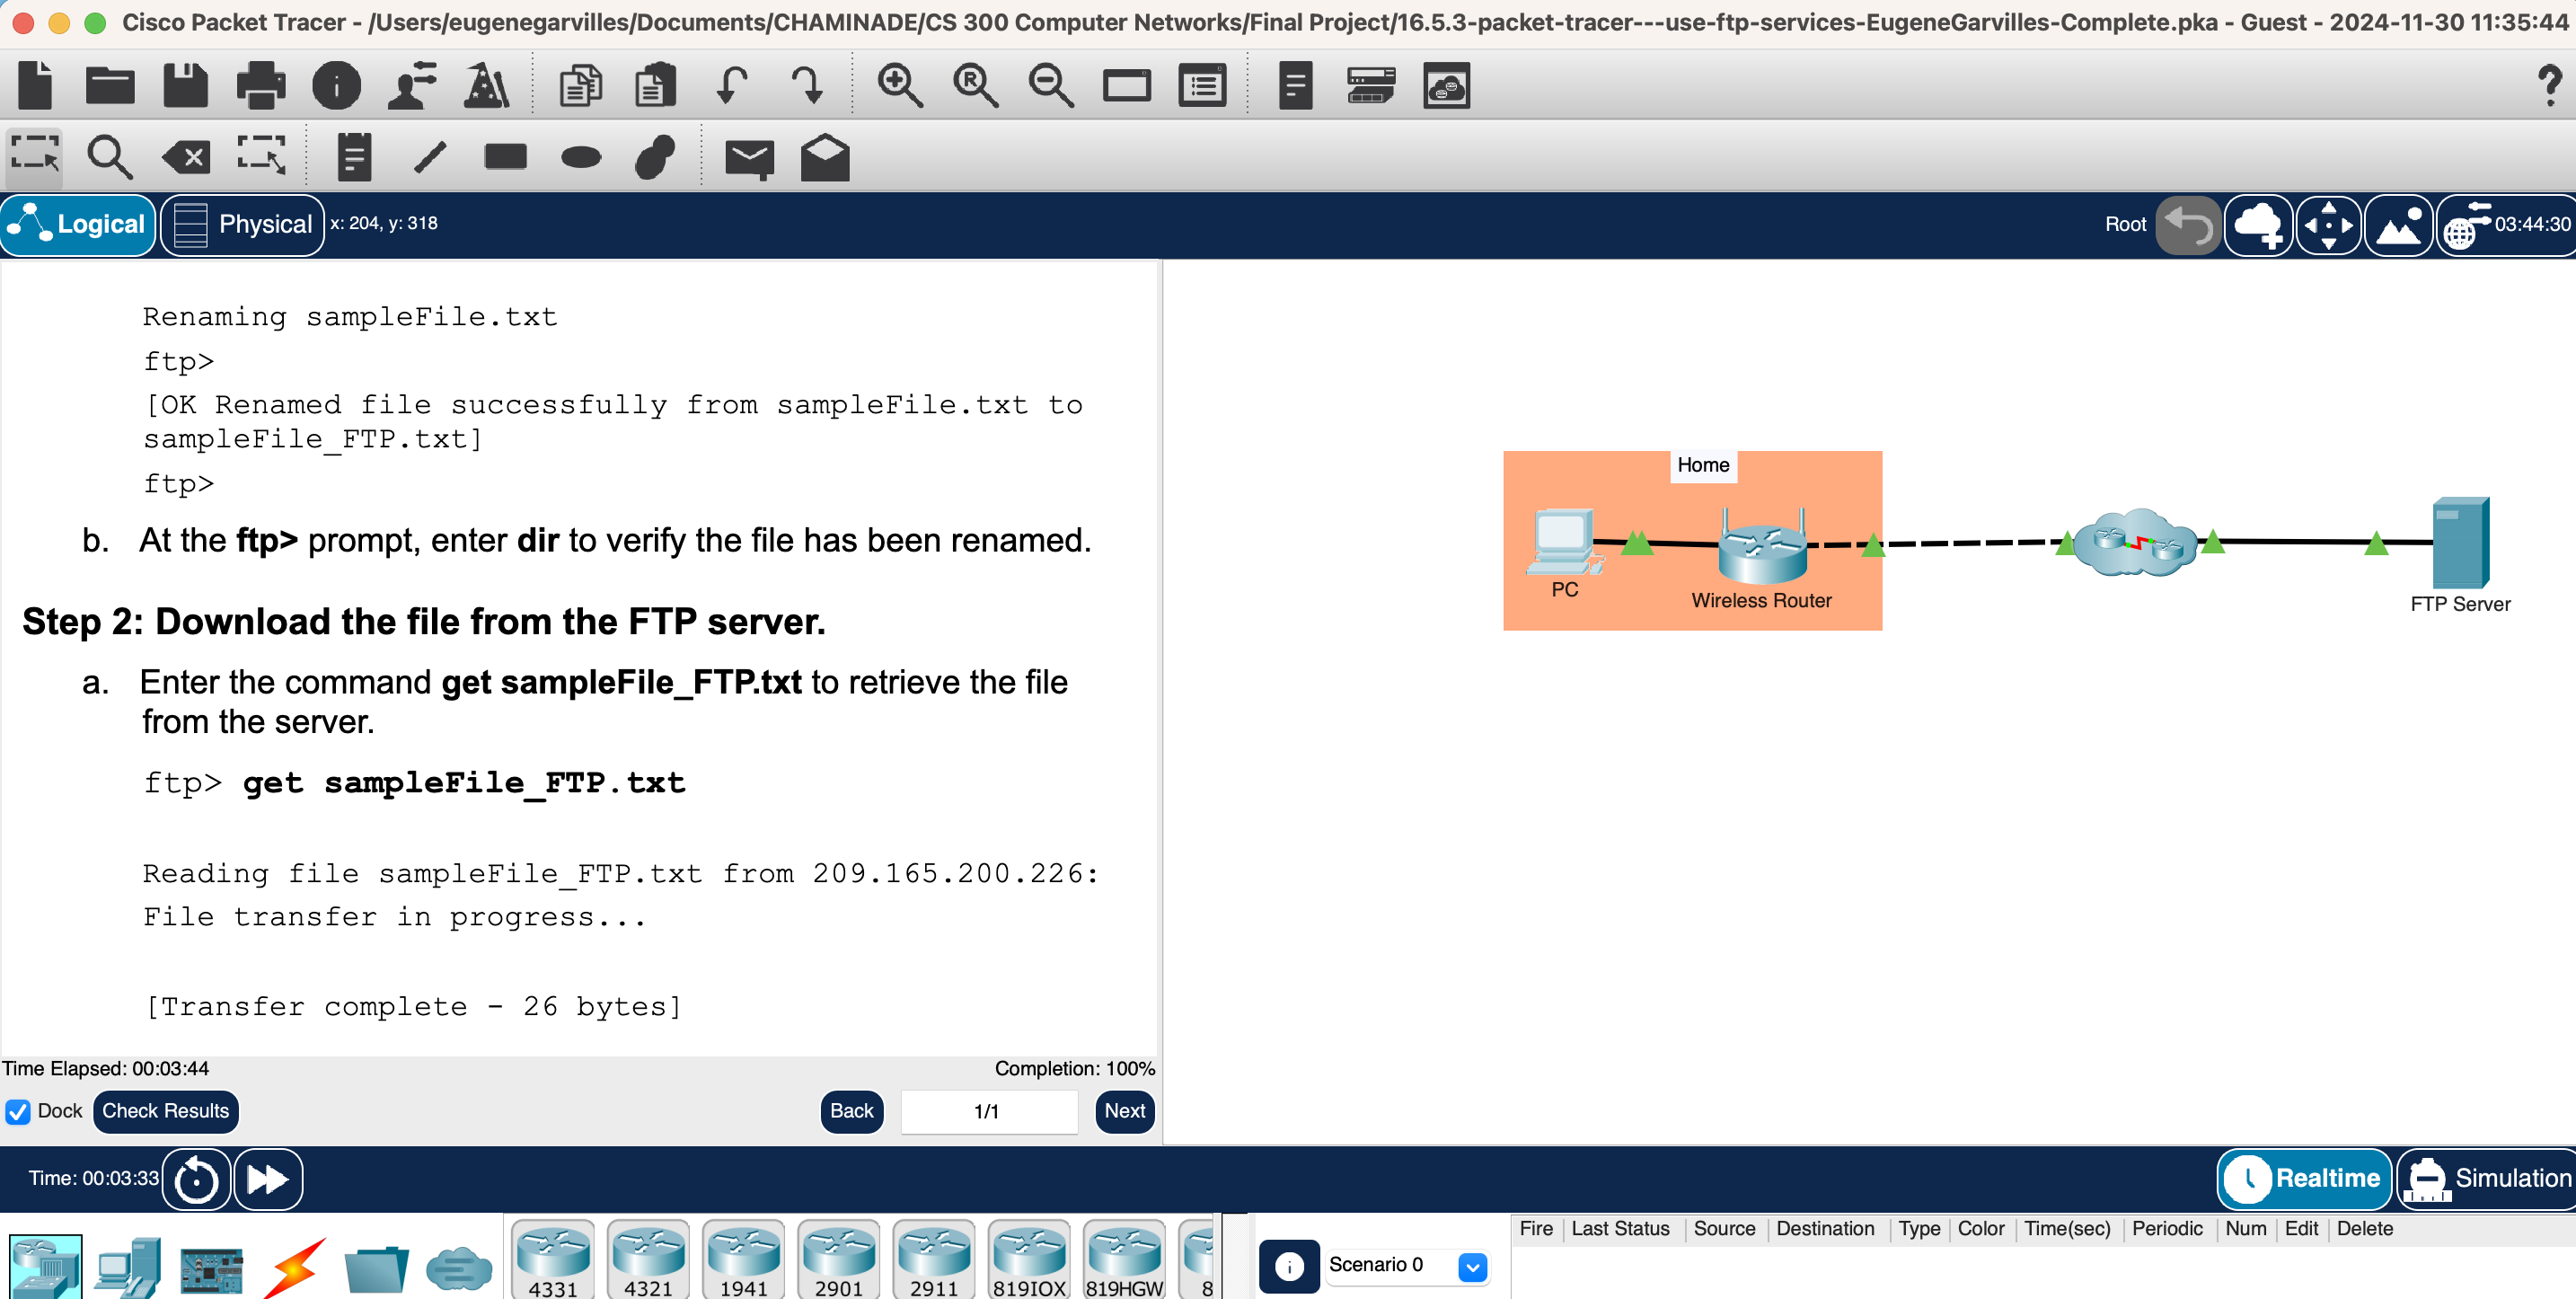 Cisco Packet Tracer - /Users/eugenegarvilles/Documents/CHAMINADE/CS 300 Computer Networks/Final Project/16.5.3-packet-tracer---use-ftp-services-EugeneGarvilles-Complete.pka - Guest - 2024-11-30 11:35:44
Logical
Physical
x: 204, y: 318
Root
03:44:30
Renaming sampleFile.txt
ftp>
[OK Renamed file successfully from sampleFile.txt to
sampleFile_FTP.txt]
ftp>
b. At the ftp> prompt, enter dir to verify the file has been renamed.
Step 2: Download the file from the FTP server.
a. Enter the command get sampleFile_FTP.txt to retrieve the file
from the server.
ftp> get sampleFile_FTP.txt
Reading file sampleFile_FTP.txt from 209.165.200.226:
File transfer in progress...
[Transfer complete - 26 bytes]
Home
PC
Wireless Router
FTP Server
Time Elapsed: 00:03:44
Completion: 100%
Dock
Check Results
Back
1/1
Next
Time: 00:03:33
Realtime
Simulation
4331
4321
1941
2901
2911
819IOX
819HGW
8
Scenario 0
Fire Last Status Source Destination Type Color Time(sec) Periodic Num Edit Delete